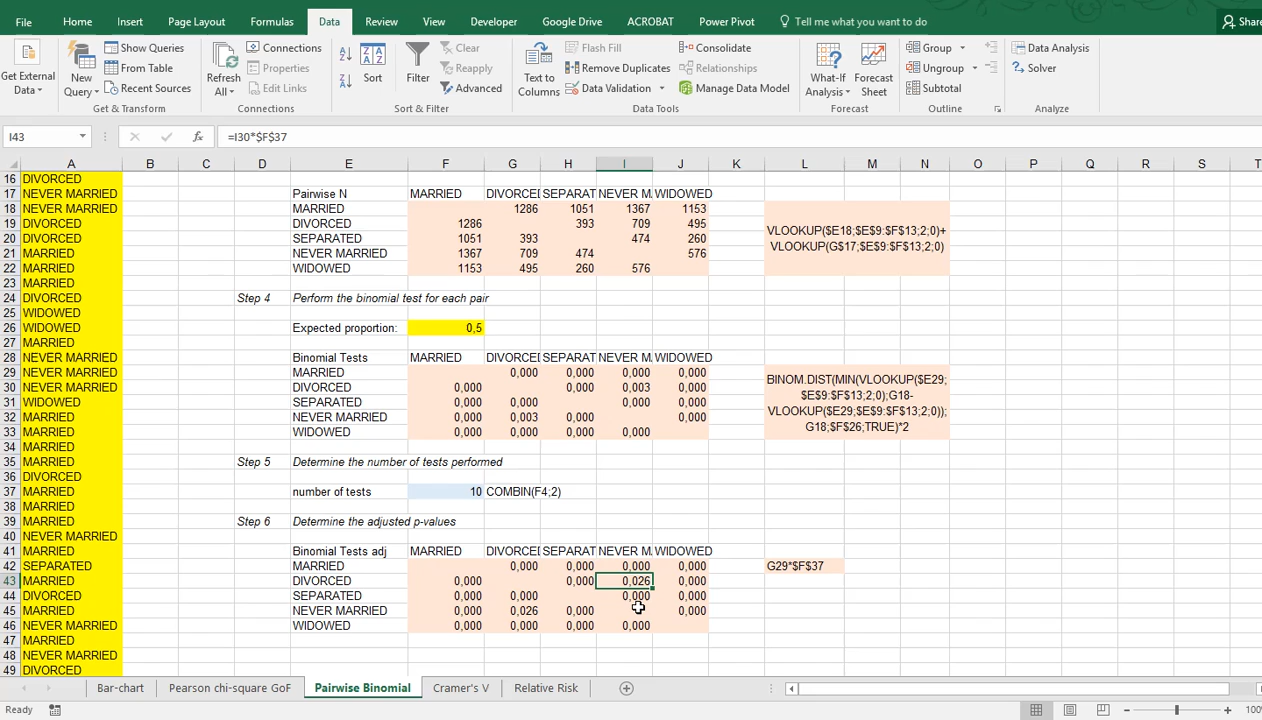 File Home Insert Page Layout Formulas Data Review View Developer Google Drive ACROBAT Power Pivot Tell me what you want to do Share
Show Queries Connections Clear Flash Fill Consolidate Group Data Analysis
Get External Data From Table Properties Reapply Remove Duplicates Relationships Ungroup Solver
New Query Recent Sources Refresh All Edit Links Sort Filter Advanced Text to Columns Data Validation Manage Data Model What-If Analysis Forecast Sheet Subtotal
Get & Transform Connections Sort & Filter Data Tools Forecast Outline Analyze
I43 fx =I30*$F$37
A B C D E F G H I J K L M N O P Q R S T
16 DIVORCED
17 NEVER MARRIED Pairwise N MARRIED DIVORCED SEPARAT NEVER MA WIDOWED
18 NEVER MARRIED MARRIED 1286 1051 1367 1153
19 DIVORCED DIVORCED 1286 393 709 495 VLOOKUP($E18;$E$9:$F$13;2;0)+
20 DIVORCED SEPARATED 1051 393 474 260 VLOOKUP(G$17;$E$9:$F$13;2;0)
21 MARRIED NEVER MARRIED 1367 709 474 576
22 MARRIED WIDOWED 1153 495 260 576
23 MARRIED
24 DIVORCED Step 4 Perform the binomial test for each pair
25 WIDOWED
26 WIDOWED Expected proportion: 0,5
27 MARRIED
28 NEVER MARRIED Binomial Tests MARRIED DIVORCED SEPARAT NEVER MA WIDOWED
29 NEVER MARRIED MARRIED 0,000 0,000 0,000 0,000 BINOM.DIST(MIN(VLOOKUP($E29;
30 NEVER MARRIED DIVORCED 0,000 0,000 0,003 0,000 $E$9:$F$13;2;0);G18-
31 WIDOWED SEPARATED 0,000 0,000 0,000 0,000 VLOOKUP($E29;$E$9:$F$13;2;0));
32 MARRIED NEVER MARRIED 0,000 0,003 0,000 0,000 G18;$F$26;TRUE)*2
33 MARRIED WIDOWED 0,000 0,000 0,000 0,000
34 MARRIED
35 MARRIED Step 5 Determine the number of tests performed
36 DIVORCED
37 MARRIED number of tests 10 COMBIN(F4;2)
38 MARRIED
39 MARRIED Step 6 Determine the adjusted p-values
40 NEVER MARRIED
41 MARRIED Binomial Tests adj MARRIED DIVORCED SEPARAT NEVER MA WIDOWED
42 SEPARATED MARRIED 0,000 0,000 0,000 0,000 G29*$F$37
43 MARRIED DIVORCED 0,000 0,000 0,026 0,000
44 DIVORCED SEPARATED 0,000 0,000 0,000 0,000
45 MARRIED NEVER MARRIED 0,000 0,026 0,000 0,000
46 NEVER MARRIED WIDOWED 0,000 0,000 0,000 0,000
47 MARRIED
48 NEVER MARRIED
49 DIVORCED
Bar-chart Pearson chi-square GoF Pairwise Binomial Cramer's V Relative Risk
Ready 100